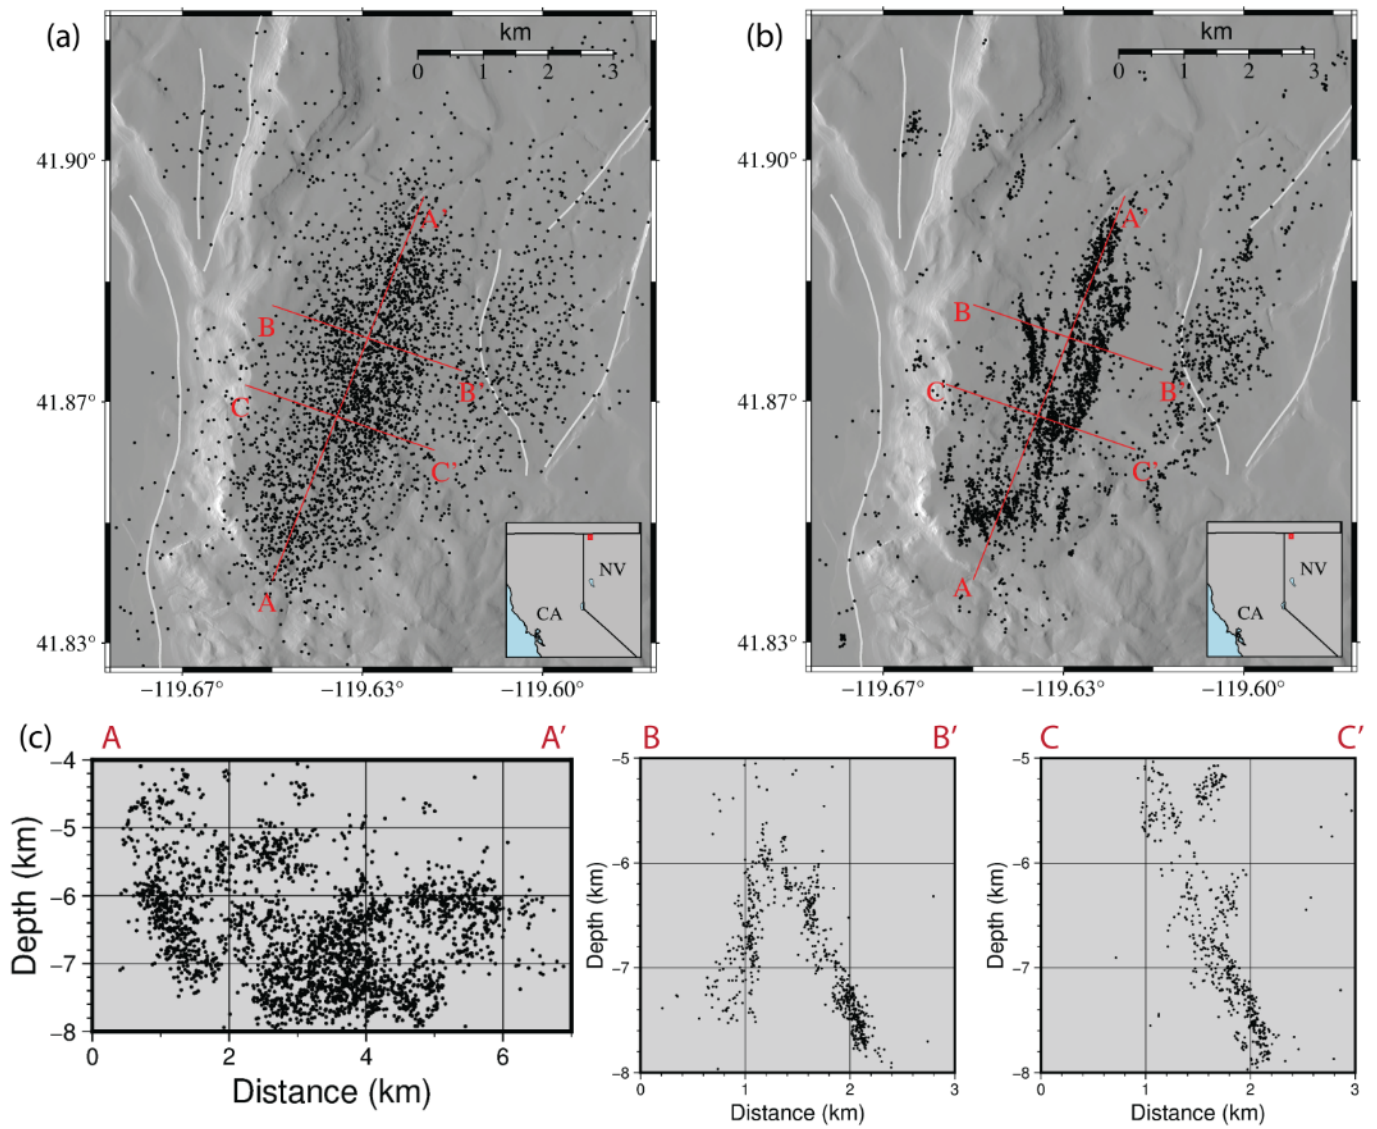 (a)
km
0 1 2 3
41.90°
41.87°
41.83°
A'
B
B'
C
C'
A
NV
CA
−119.67° −119.63° −119.60°
(b)
km
0 1 2 3
41.90°
41.87°
41.83°
A'
B
B'
C
C'
A
NV
CA
−119.67° −119.63° −119.60°
(c)
A A′
−4
−5
−6
−7
−8
Depth (km)
0 2 4 6
Distance (km)
B B′
−5
−6
−7
−8
Depth (km)
0 1 2 3
Distance (km)
C C′
−5
−6
−7
−8
Depth (km)
0 1 2 3
Distance (km)